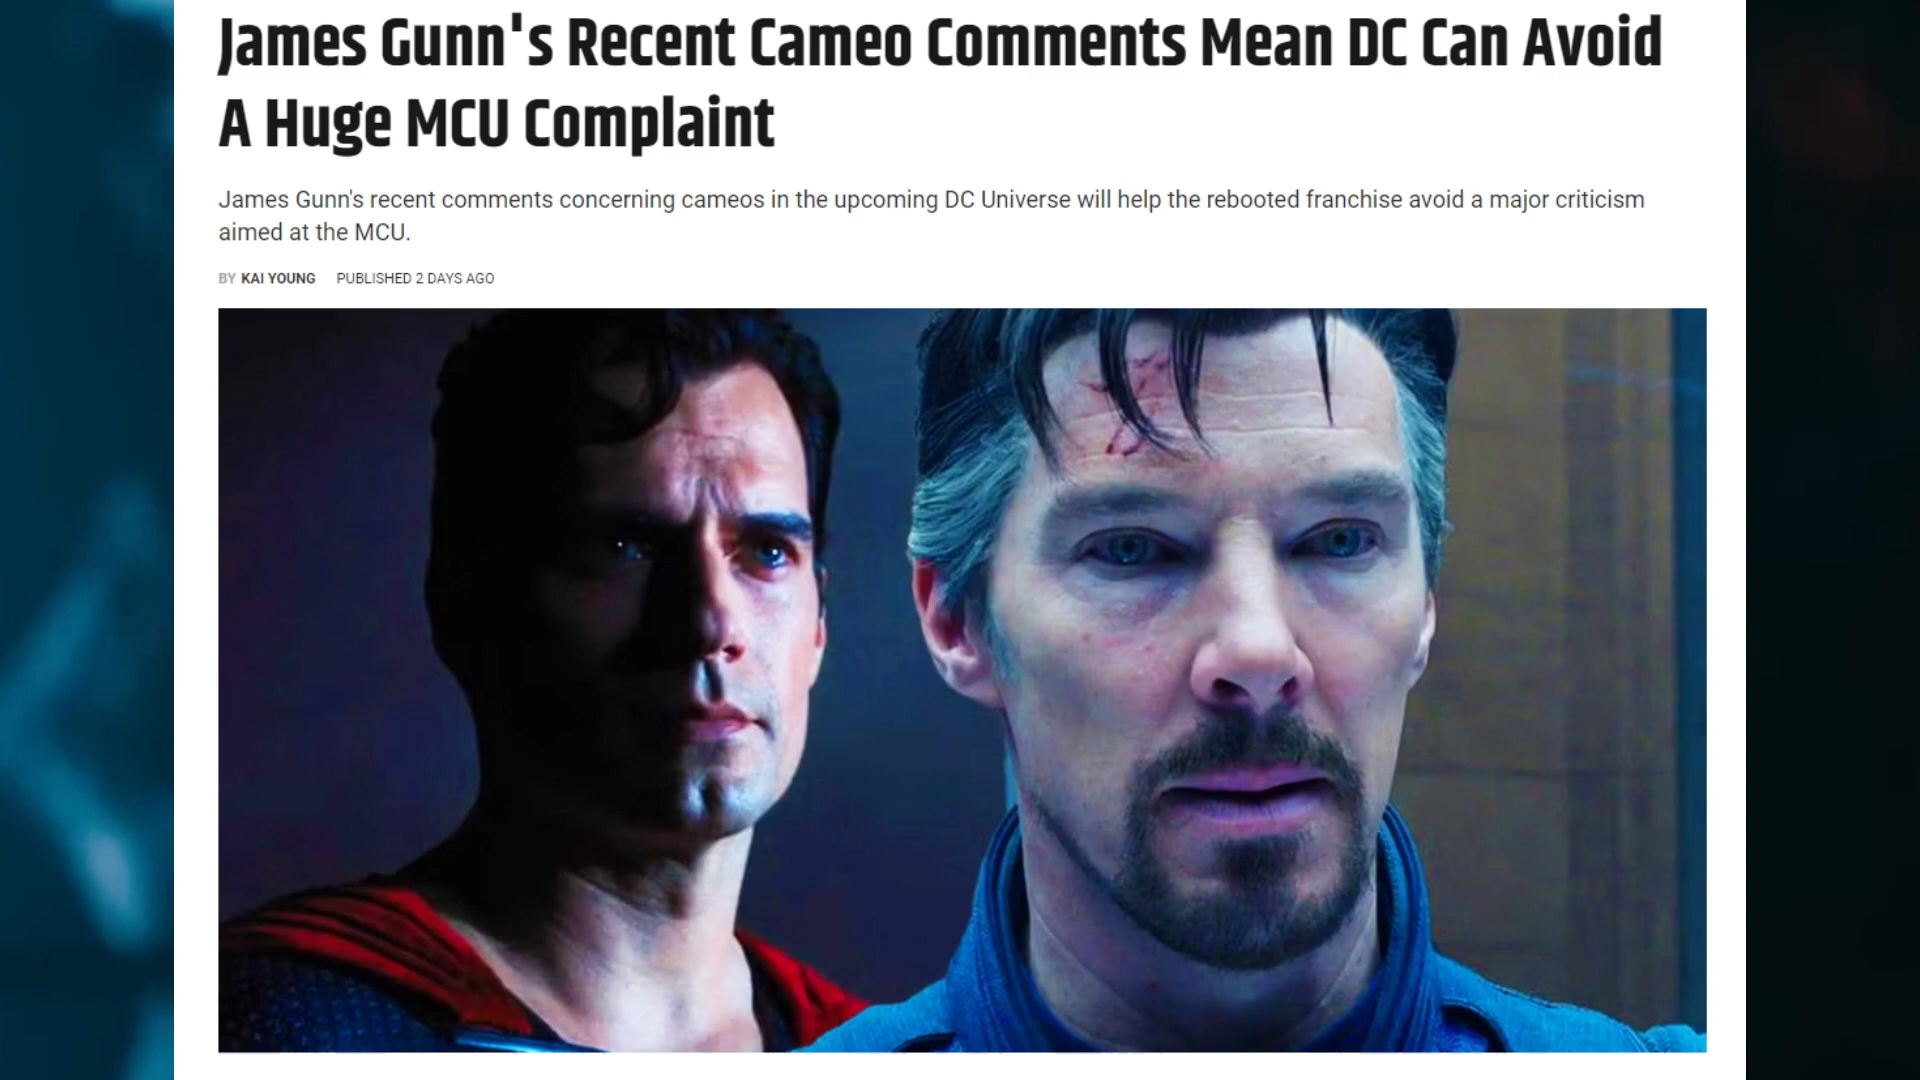 James Gunn's Recent Cameo Comments Mean DC Can Avoid
A Huge MCU Complaint
James Gunn's recent comments concerning cameos in the upcoming DC Universe will help the rebooted franchise avoid a major criticism
aimed at the MCU.
BY KAI YOUNG PUBLISHED 2 DAYS AGO